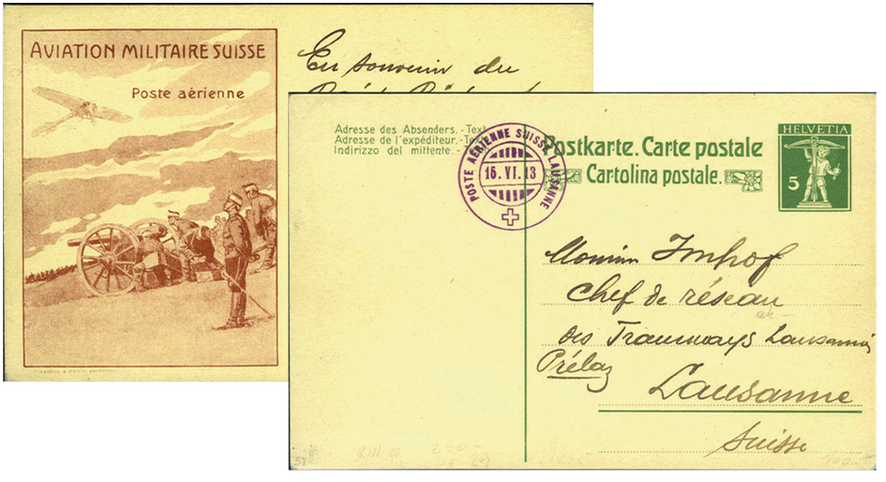 AVIATION MILITAIRE SUISSE
Poste aérienne
En souvenir du
Adresse des Absenders.-Text
Adresse de l'expéditeur.-Te
Indirizzo del mittente.-
POSTE AÉRIENNE SUISSE LAUSANNE
16.VI.13
Postkarte. Carte postale
Cartolina postale.
HELVETIA
5
Monsieur Imhof
Chef de réseau
des Tramways Lausannois
Prélaz
Lausanne
Suisse